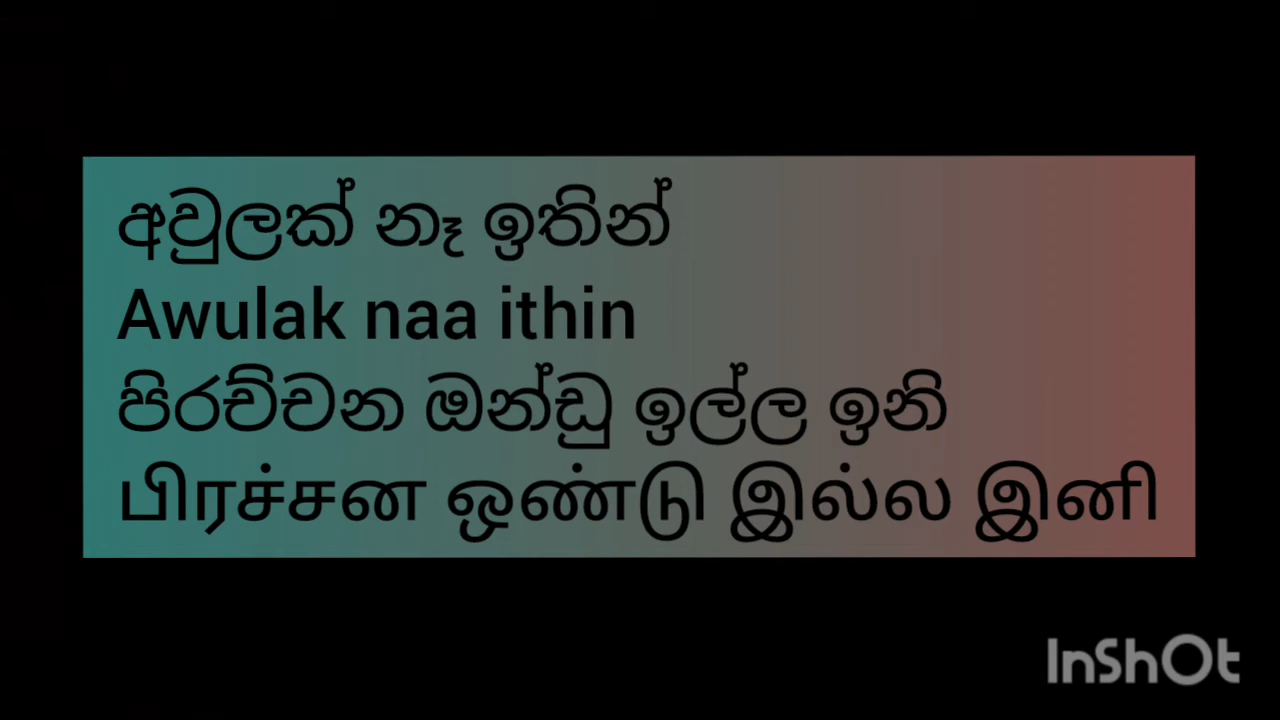 අවුලක් නෑ ඉතින්
Awulak naa ithin
පිරච්චන ඔන්ඩු ඉල්ල ඉනි
பிரச்சன ஒண்டு இல்ல இனி
InShOt